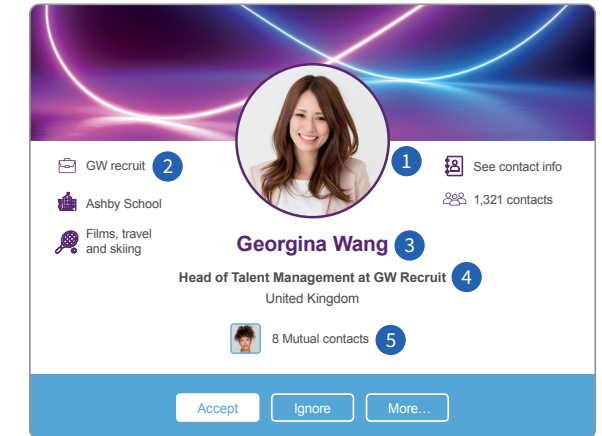 GW recruit 2
Ashby School
Films, travel
and skiing
1
See contact info
1,321 contacts
Georgina Wang 3
Head of Talent Management at GW Recruit 4
United Kingdom
8 Mutual contacts 5
Accept
Ignore
More...